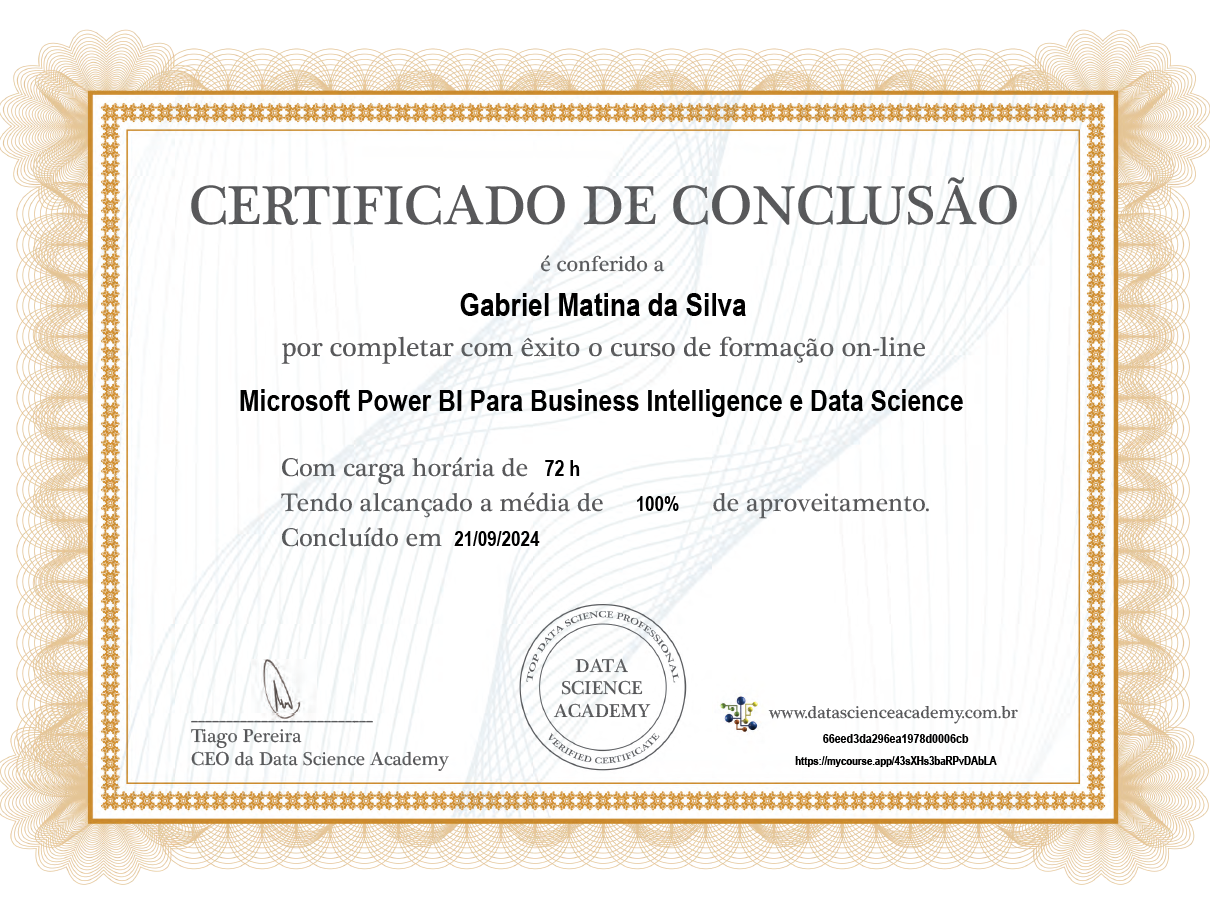 CERTIFICADO DE CONCLUSÃO
é conferido a
Gabriel Matina da Silva
por completar com êxito o curso de formação on-line
Microsoft Power BI Para Business Intelligence e Data Science
Com carga horária de 72 h
Tendo alcançado a média de 100% de aproveitamento.
Concluído em 21/09/2024
TOP DATA SCIENCE PROFESSIONAL
DATA
SCIENCE
ACADEMY
VERIFIED CERTIFICATE
Tiago Pereira
CEO da Data Science Academy
www.datascienceacademy.com.br
66eed3da296ea1978d0006cb
https://mycourse.app/43sXHs3baRPvDAbLA